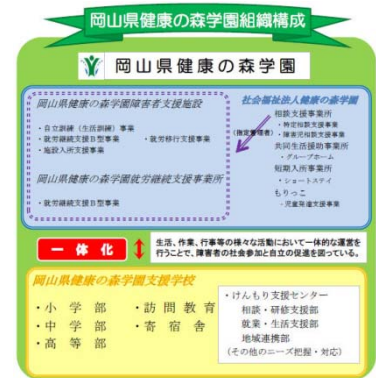 岡山県健康の森学園組織構成
岡山県健康の森学園
岡山県健康の森学園障害者支援施設
・自立訓練（生活訓練）事業
・就労継続支援Ｂ型事業　・就労移行支援事業
・施設入所支援事業
岡山県健康の森学園就労継続支援事業所
・就労継続支援Ｂ型事業
社会福祉法人健康の森学園
(指定管理者)
相談支援事業所
・特定相談支援事業
・障害児相談支援事業
共同生活援助事業所
・グループホーム
短期入所事業所
・ショートステイ
もりっこ
・児童発達支援事業
一体化
生活、作業、行事等の様々な活動において一体的な運営を
行うことで、障害者の社会参加と自立の促進を図っている。
岡山県健康の森学園支援学校
・小学部　・訪問教育
・中学部　・寄宿舎
・高等部
・けんもり支援センター
相談・研修支援部
就業・生活支援部
地域連携部
（その他のニーズ把握・対応）